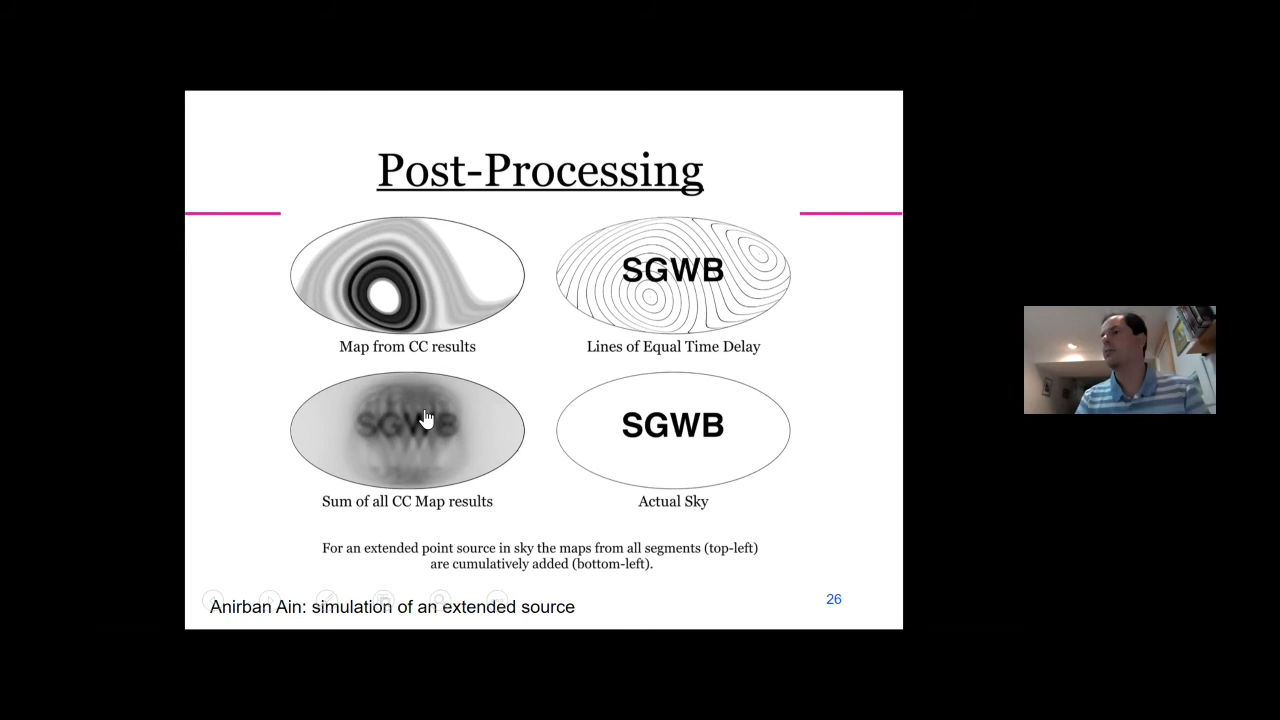 Post-Processing
SGWB
Map from CC results
Lines of Equal Time Delay
SGWB
SGWB
Sum of all CC Map results
Actual Sky
For an extended point source in sky the maps from all segments (top-left)
are cumulatively added (bottom-left).
Anirban Ain: simulation of an extended source
26